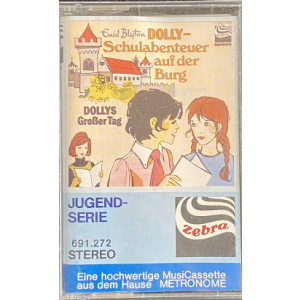 Enid Blyton DOLLY–
Schulabenteuer
auf der
Burg
DOLLYS
Großer Tag
JUGEND-
SERIE
691.272
STEREO
Zebra
Eine hochwertige MusiCassette
aus dem Hause METRONOME